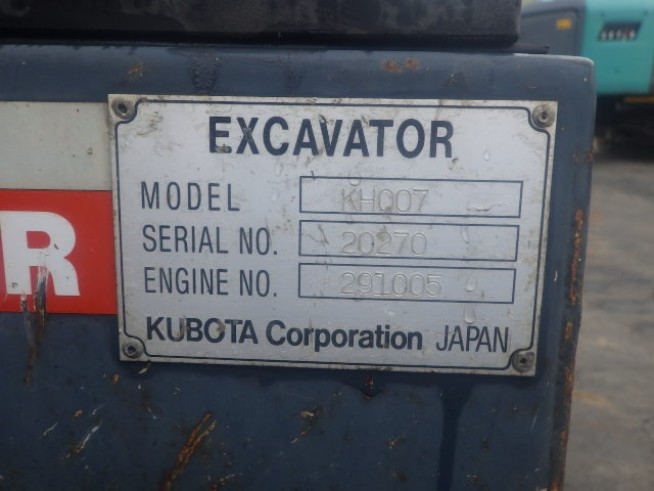 EXCAVATOR
MODEL KH007
SERIAL NO. 20270
ENGINE NO. 291005
KUBOTA Corporation JAPAN
R